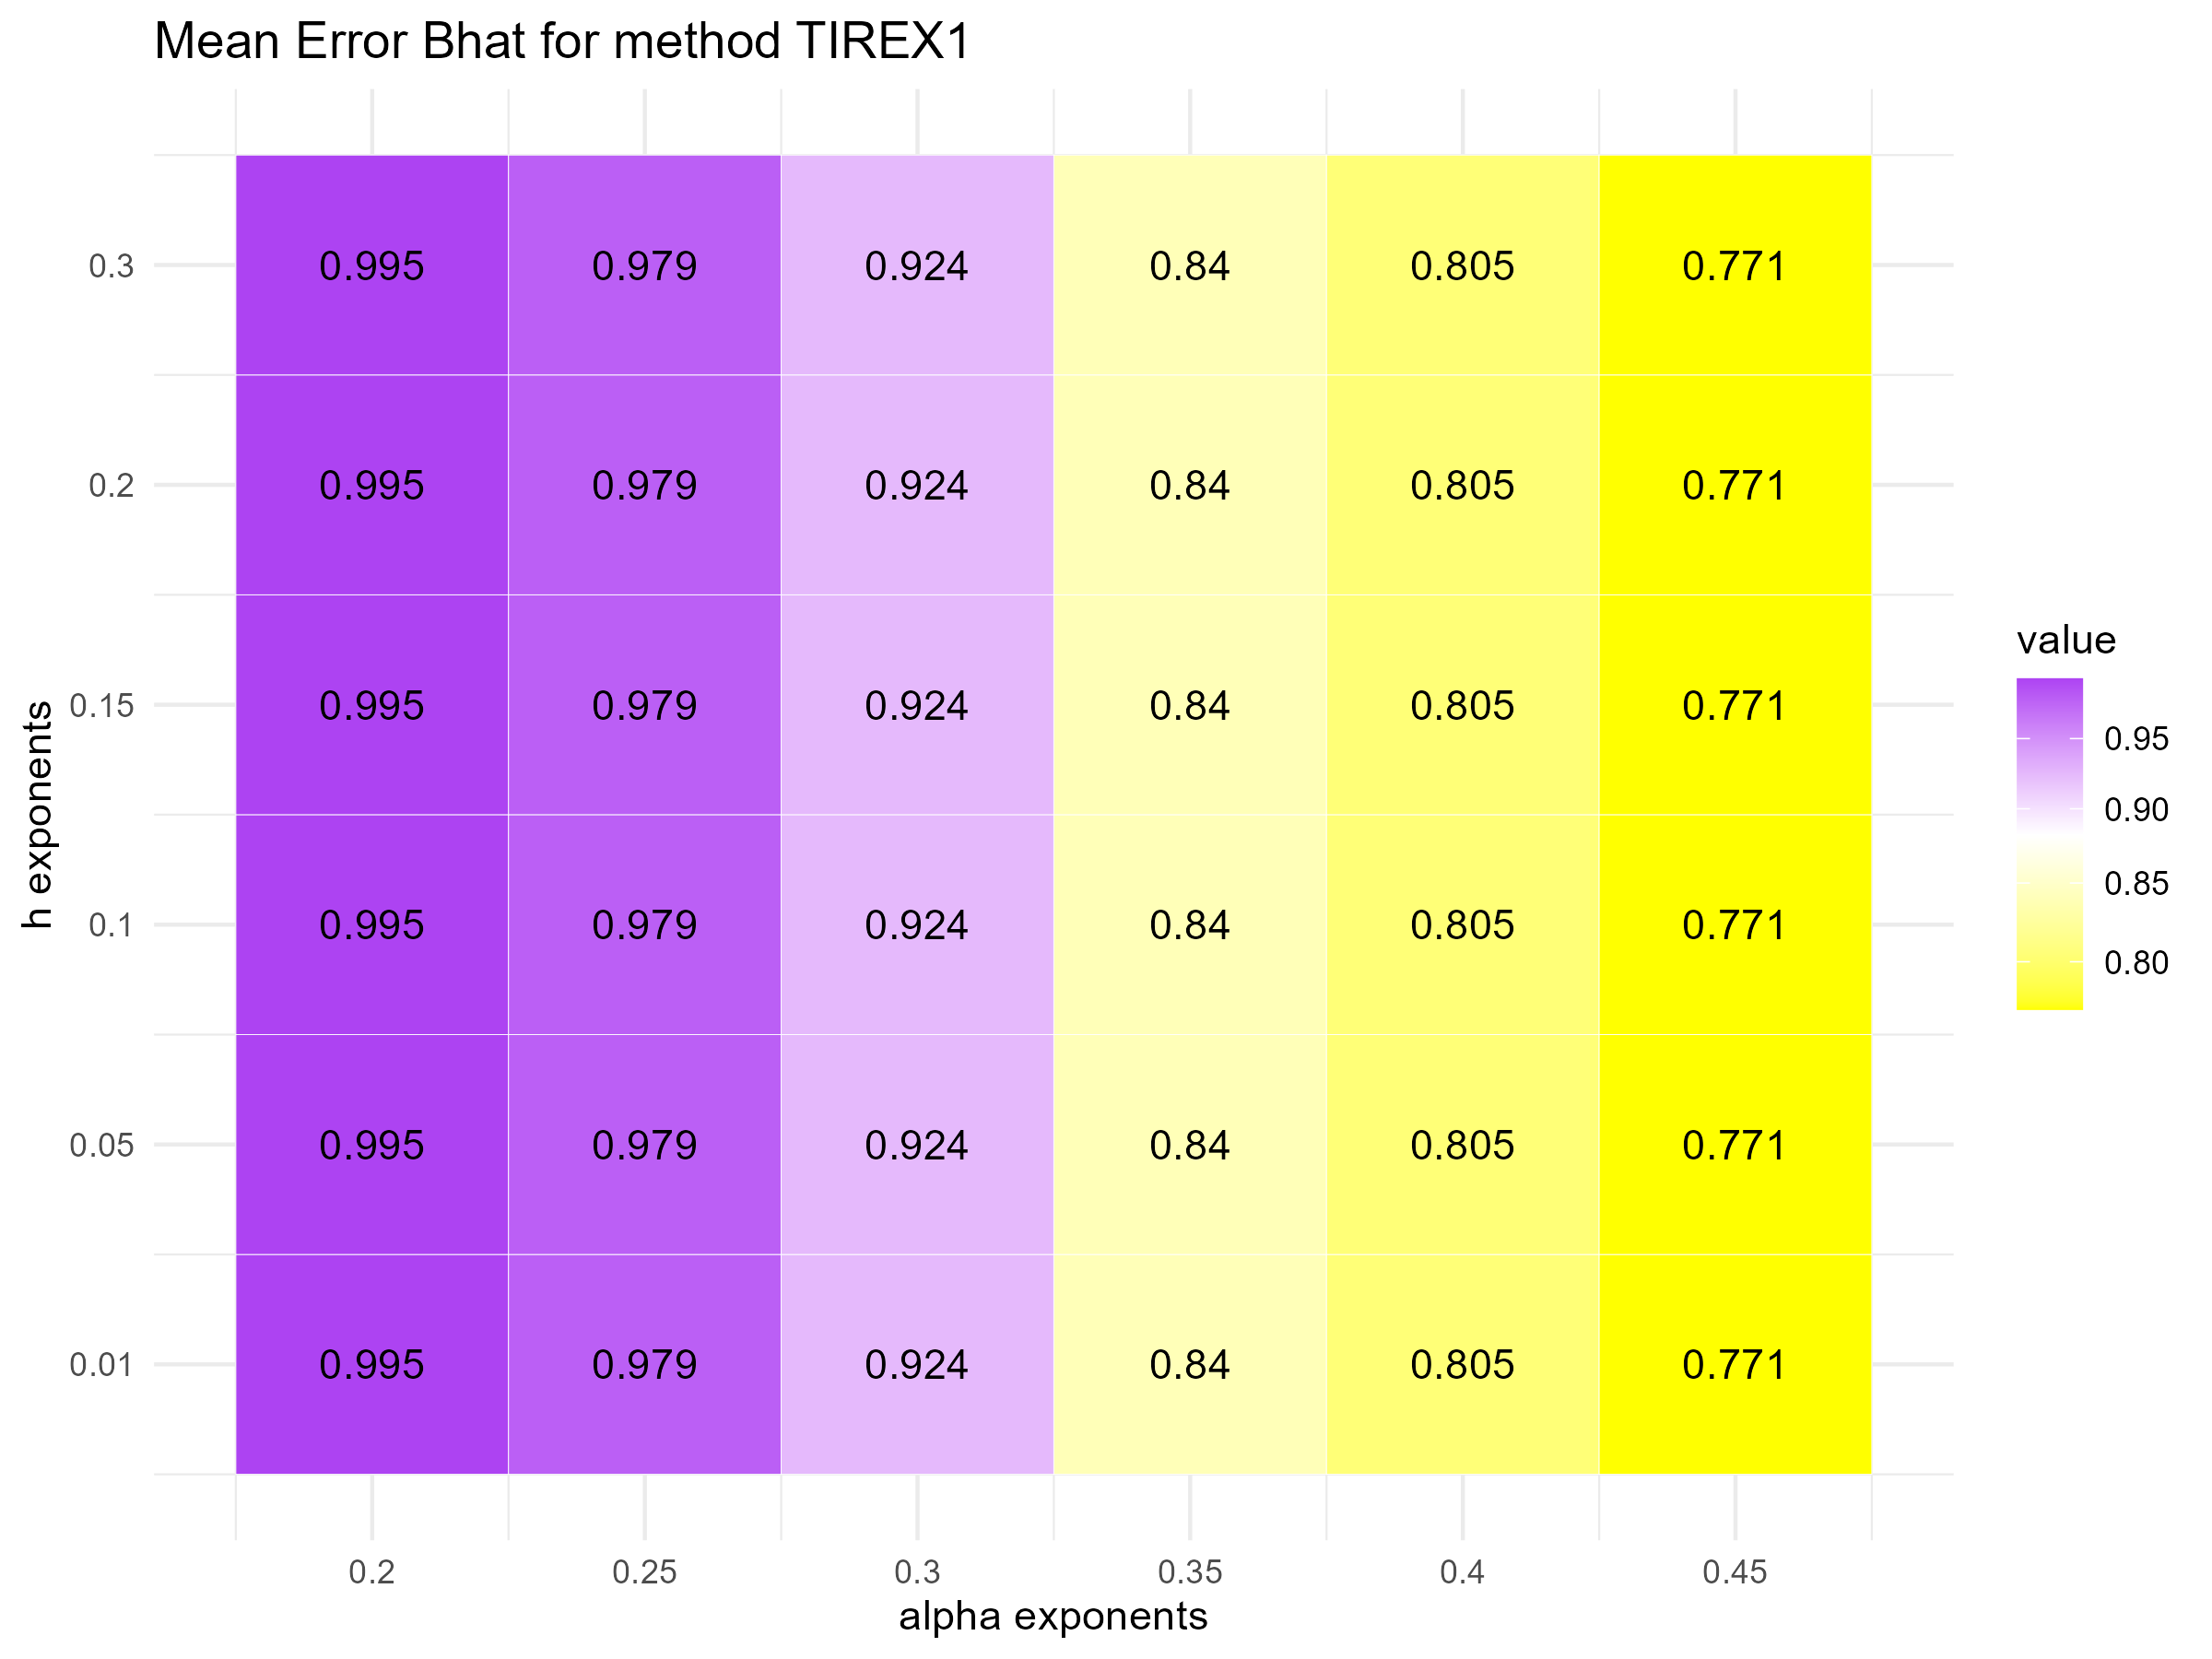 Mean Error Bhat for method TIREX1
h exponents
0.3 0.995 0.979 0.924 0.84 0.805 0.771
0.2 0.995 0.979 0.924 0.84 0.805 0.771
0.15 0.995 0.979 0.924 0.84 0.805 0.771
0.1 0.995 0.979 0.924 0.84 0.805 0.771
0.05 0.995 0.979 0.924 0.84 0.805 0.771
0.01 0.995 0.979 0.924 0.84 0.805 0.771
0.2 0.25 0.3 0.35 0.4 0.45
alpha exponents
value
0.95
0.90
0.85
0.80